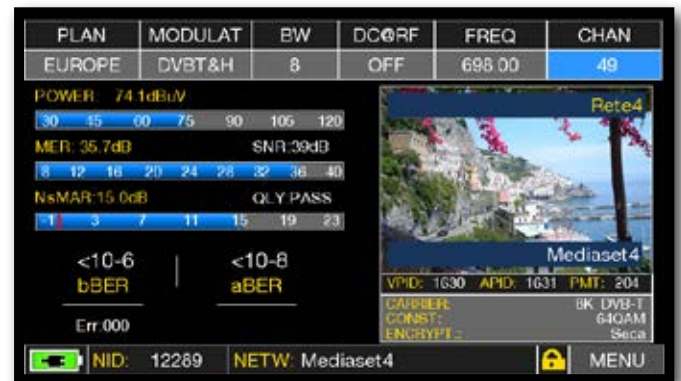 PLAN MODULAT BW DC@RF FREQ CHAN
EUROPE DVBT&H 8 OFF 698.00 49
POWER: 74.1dBuV
30 45 60 75 90 105 120
MER: 35.7dB SNR:39dB
8 12 16 20 24 28 32 36 40
NsMAR:15.0dB QLY:PASS
-1 3 7 11 15 19 23
<10-6 <10-8
bBER aBER
Err:000
Rete4
Mediaset4
VPID: 1630 APID: 1631 PMT: 204
CARRIER: 8K DVB-T
CONST: 64QAM
ENCRYPT.: Seca
NID: 12289 NETW: Mediaset4 MENU